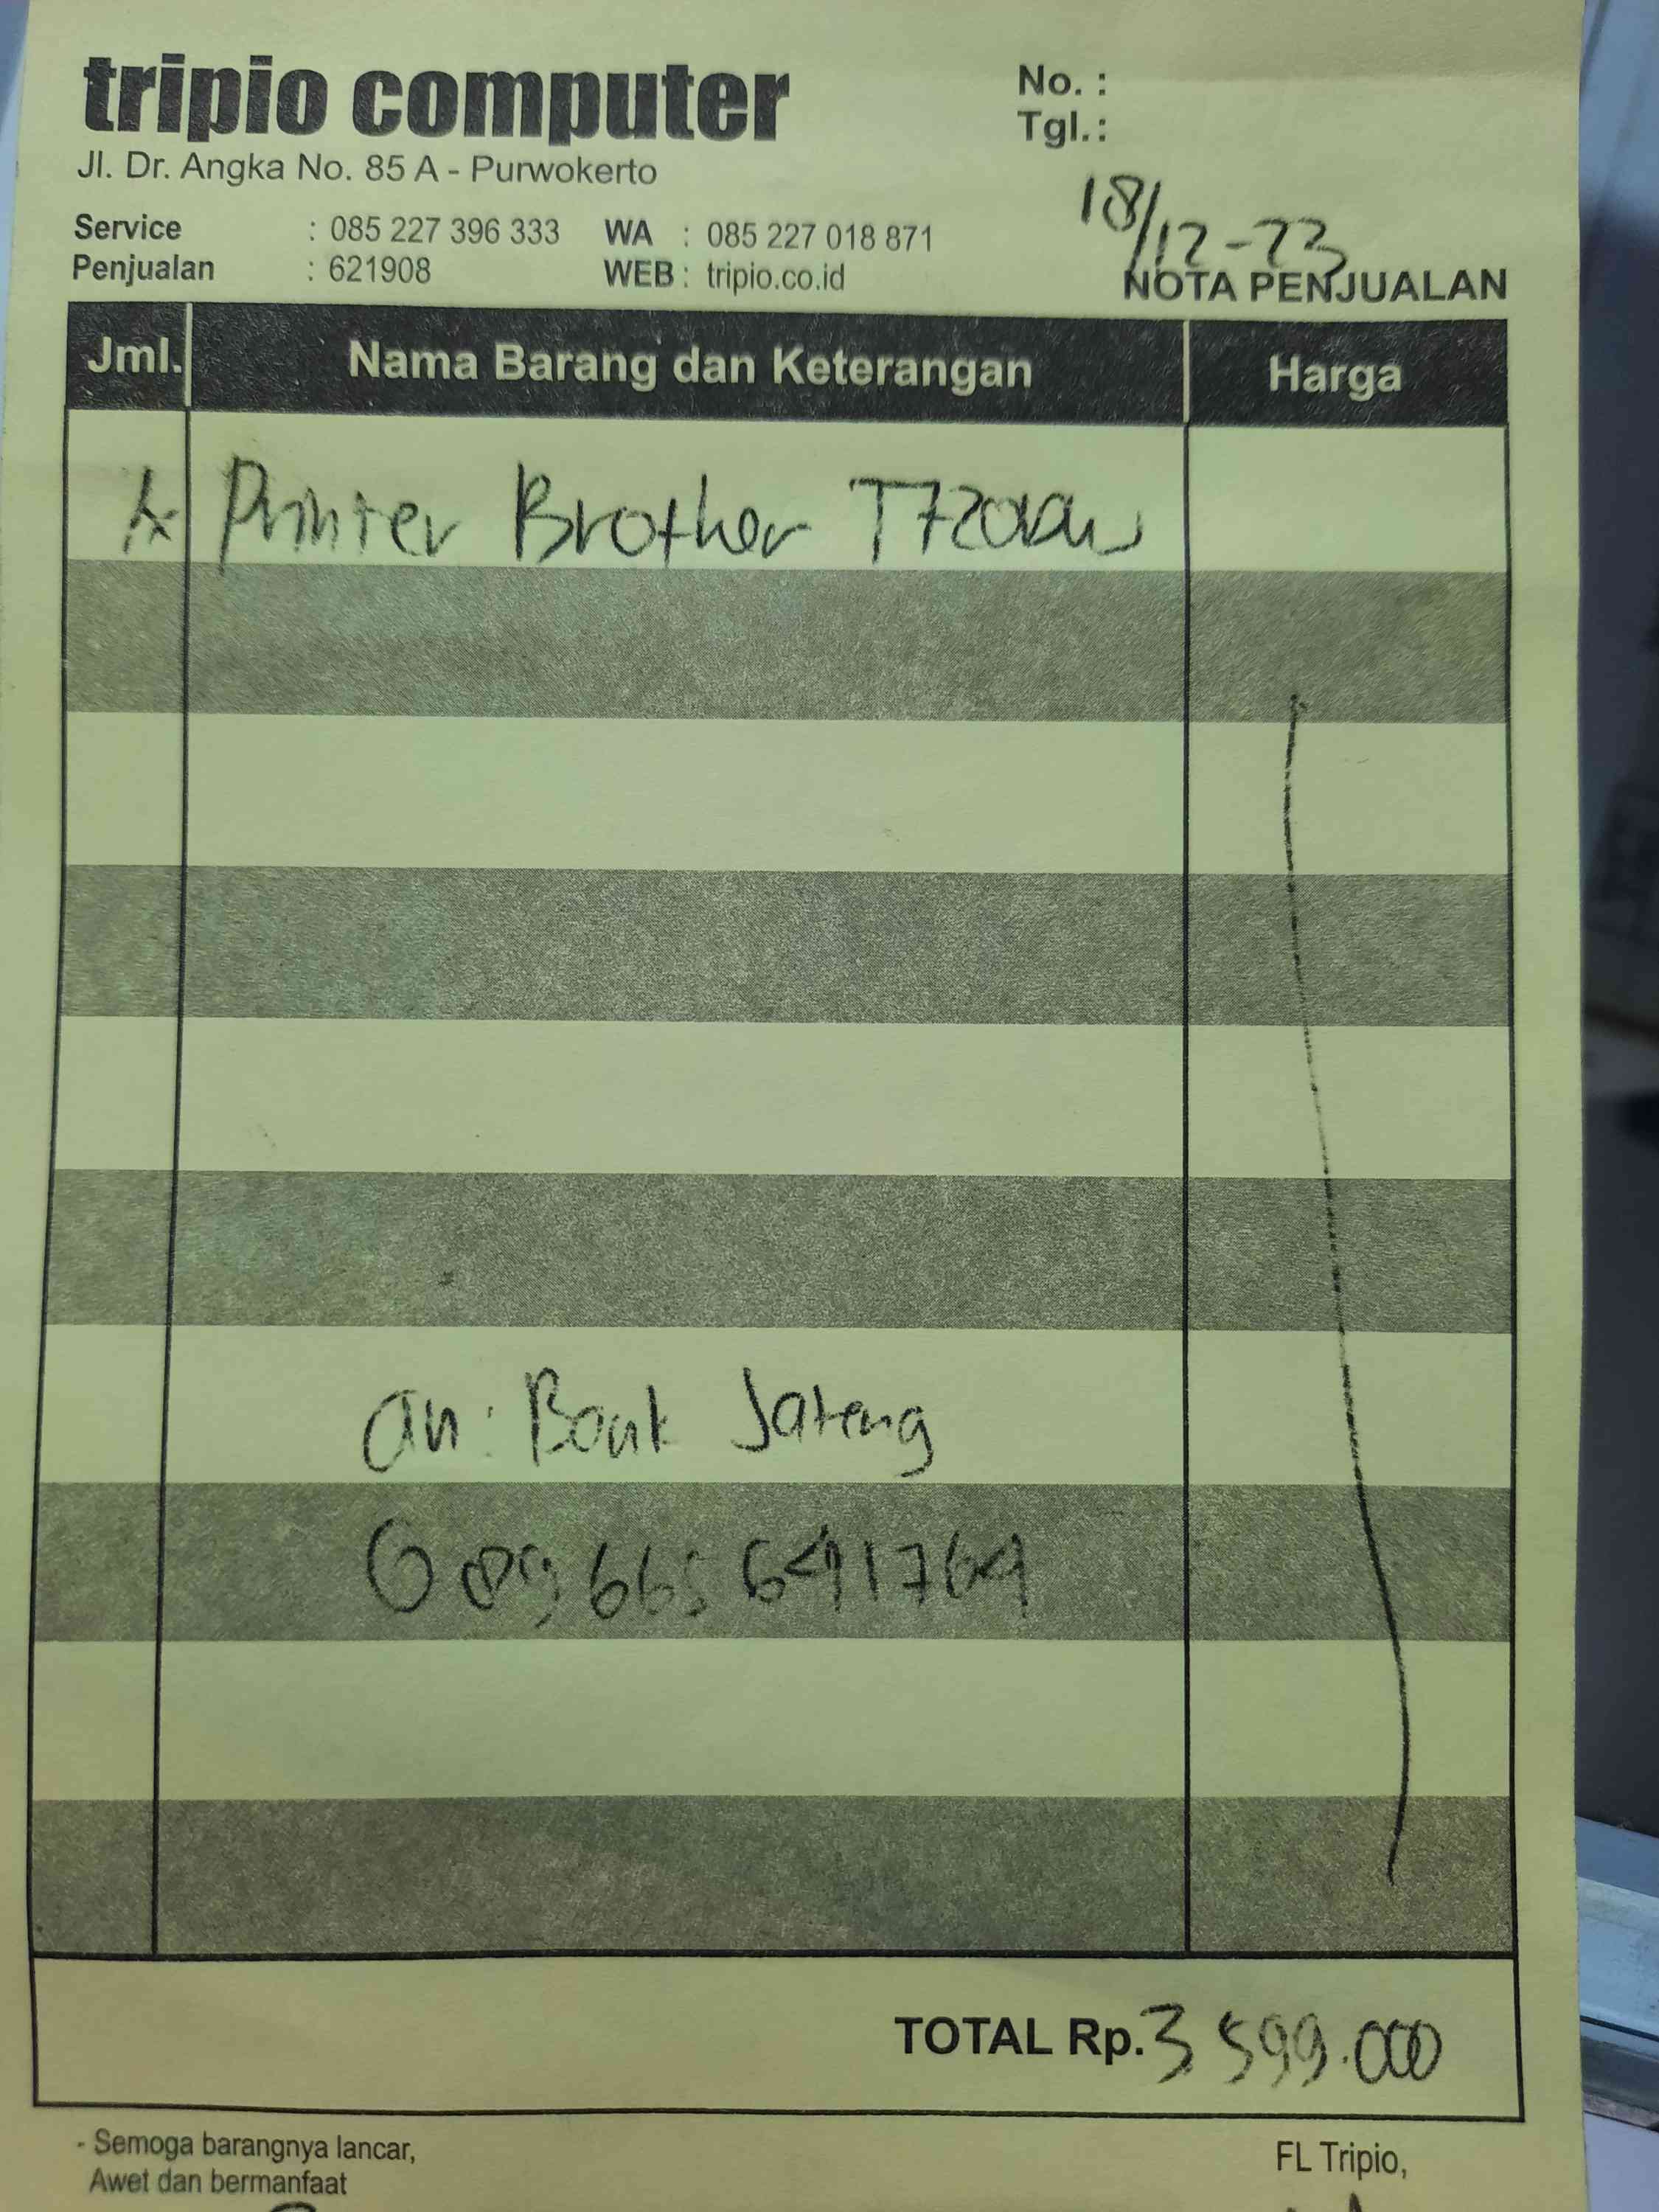 tripio computer
Jl. Dr. Angka No. 85 A - Purwokerto
No. :
Tgl. :
18/12-23
Service : 085 227 396 333 WA : 085 227 018 871
Penjualan : 621908 WEB : tripio.co.id
NOTA PENJUALAN
Jml. Nama Barang dan Keterangan Harga
1x Printer Brother T720DW
an : Bank Jateng
TOTAL Rp. 3 599.000
- Semoga barangnya lancar,
Awet dan bermanfaat
FL Tripio,